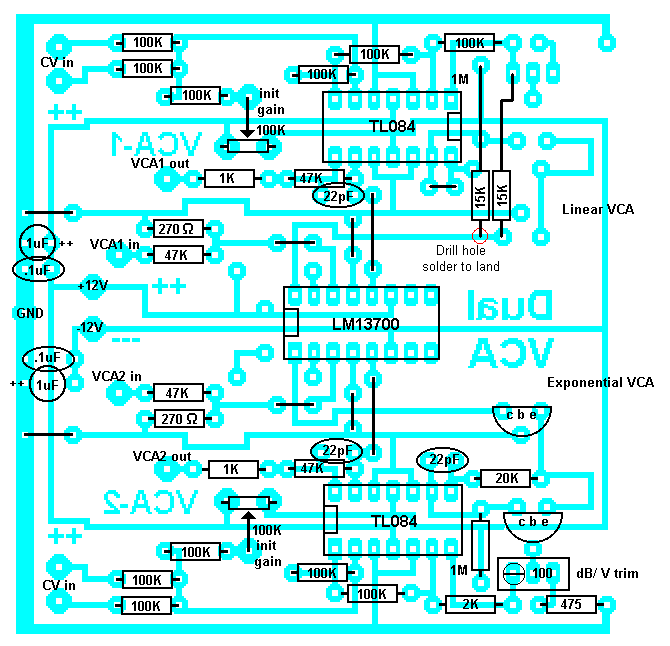 100K
100K
100K
CV in
100K
100K
100K
++
100K
init
gain
1M
100K
TL084
VCA-1
VCA1 out
1K
47K
22pF
15K
15K
Linear VCA
270 Ω
1uF
++
VCA1 in
47K
Drill hole
solder to land
.1uF
+12V
++
Dual
GND
-12V
---
LM13700
VCA
.1uF
++
1uF
VCA2 in
47K
Exponential VCA
270 Ω
c b e
22pF
22pF
VCA2 out
1K
47K
20K
VCA-2
100K
TL084
c b e
++
init
gain
100K
1M
CV in
100K
100K
100K
100K
100
dB/ V trim
2K
475